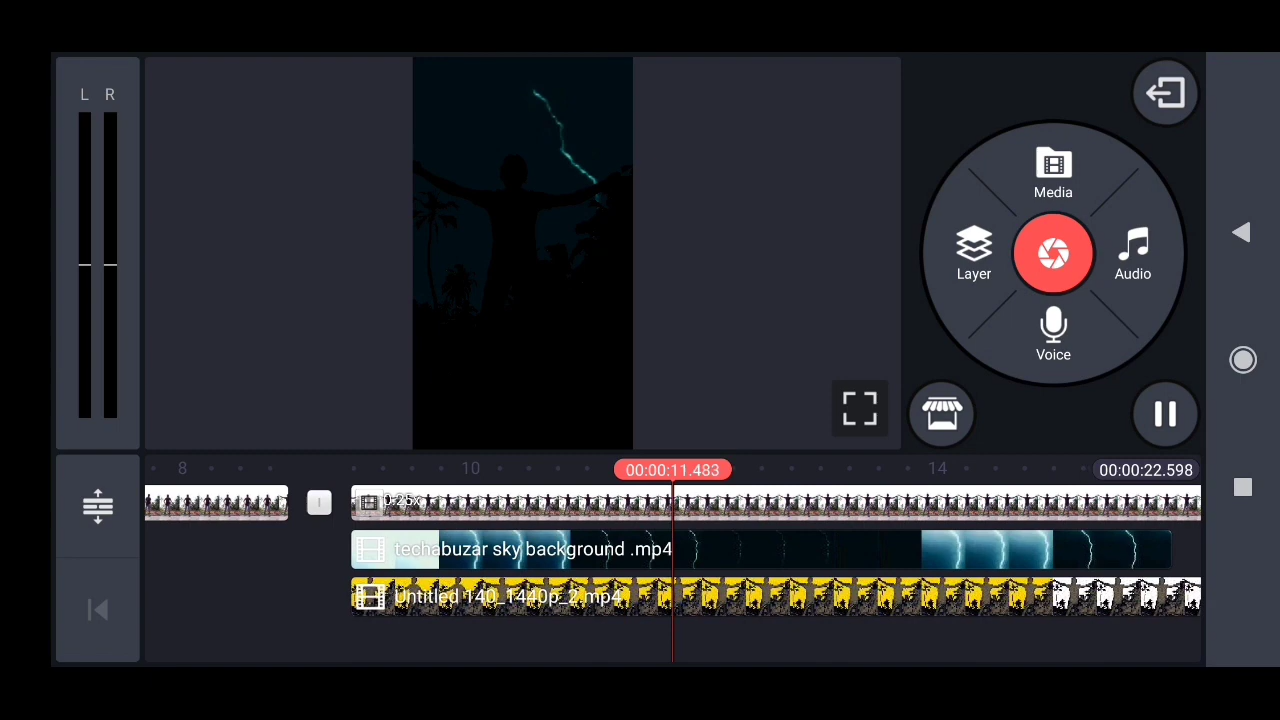 L R
Media
Layer
Audio
Voice
8
10
00:00:11.483
14
00:00:22.598
0.25x
techabuzar sky background .mp4
Untitled 140_1440p_2.mp4